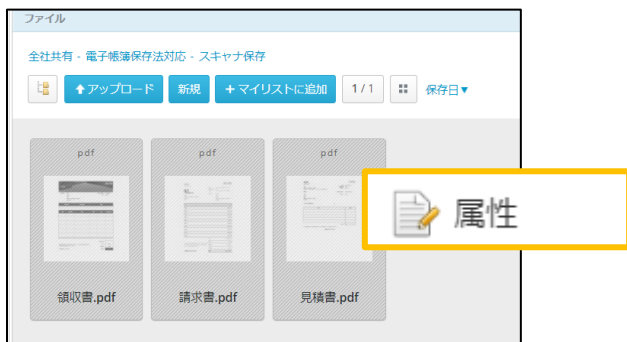 ファイル
全社共有 - 電子帳簿保存法対応 - スキャナ保存
アップロード 新規 +マイリストに追加 1 / 1 保存日▼
pdf pdf pdf
属性
領収書.pdf 請求書.pdf 見積書.pdf